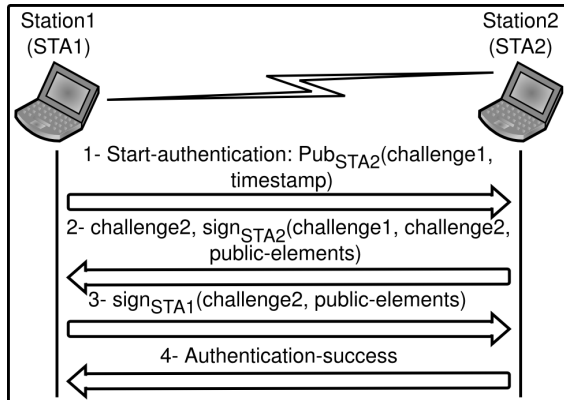 Station1 Station2
(STA1) (STA2)
1- Start-authentication: PubSTA2(challenge1,
timestamp)
2- challenge2, signSTA2(challenge1, challenge2,
public-elements)
3- signSTA1(challenge2, public-elements)
4- Authentication-success